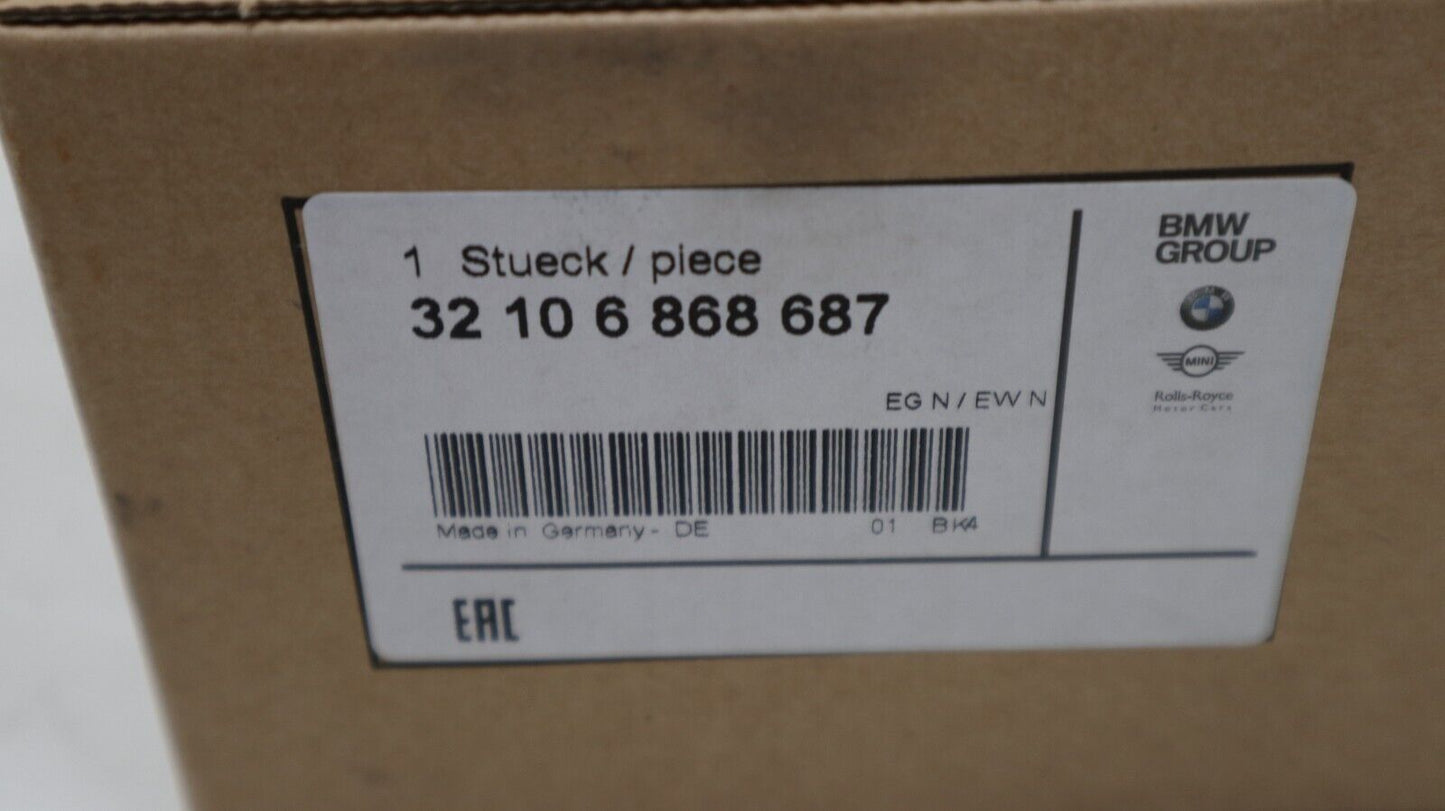 1 Stueck / piece
32 10 6 868 687
EG N / EW N
Made in Germany - DE 01 BK4
EAC
BMW
GROUP
MINI
Rolls-Royce
Motor Cars